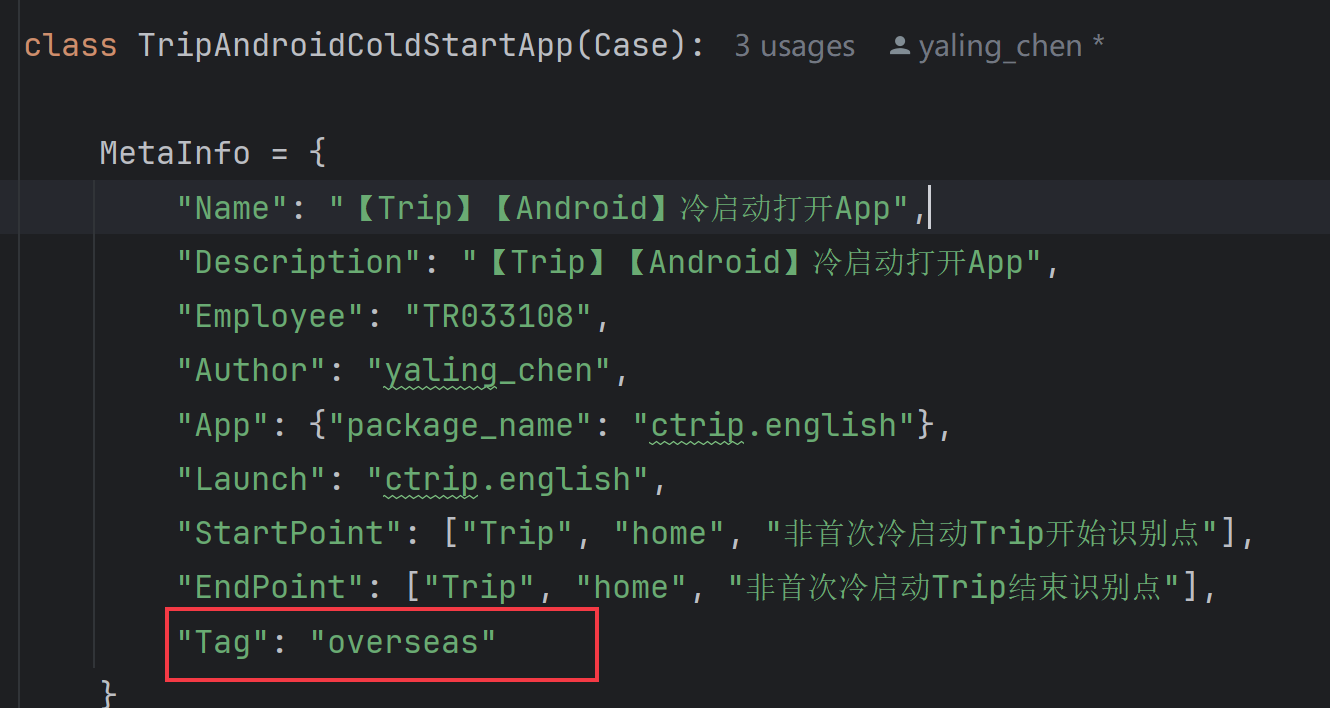 class TripAndroidColdStartApp(Case): 3 usages yaling_chen *
MetaInfo = {
"Name": "【Trip】【Android】冷启动打开App",
"Description": "【Trip】【Android】冷启动打开App",
"Employee": "TR033108",
"Author": "yaling_chen",
"App": {"package_name": "ctrip.english"},
"Launch": "ctrip.english",
"StartPoint": ["Trip", "home", "非首次冷启动Trip开始识别点"],
"EndPoint": ["Trip", "home", "非首次冷启动Trip结束识别点"],
"Tag": "overseas"
}